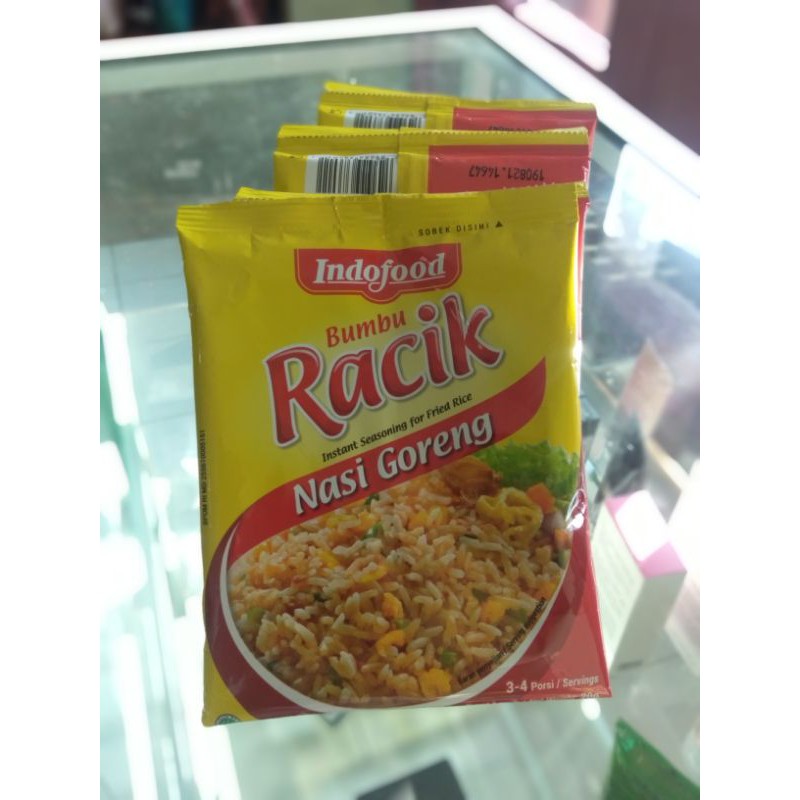 190821.14647
SOBEK DISINI ▲
Indofood
Bumbu
Racik
Instant Seasoning for Fried Rice
Nasi Goreng
3-4 Porsi / Servings